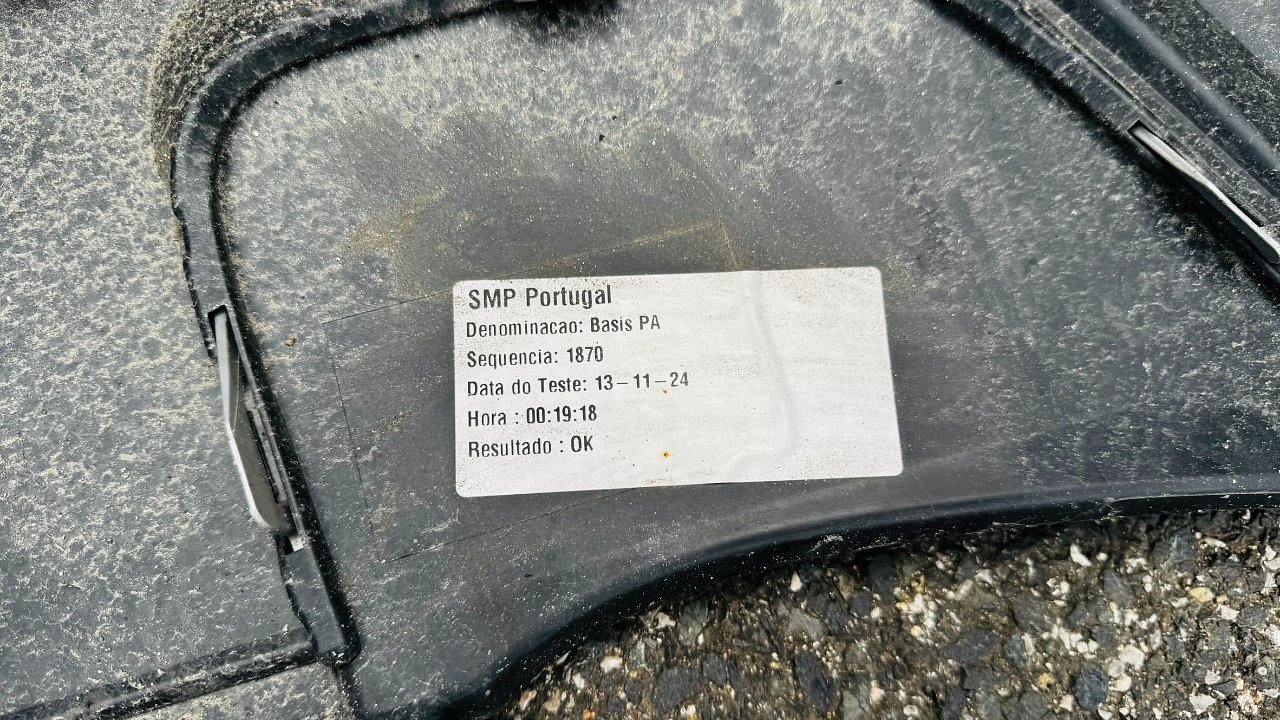 SMP Portugal
Denominacao: Basis PA
Sequencia: 1870
Data do Teste: 13-11-24
Hora : 00:19:18
Resultado : OK